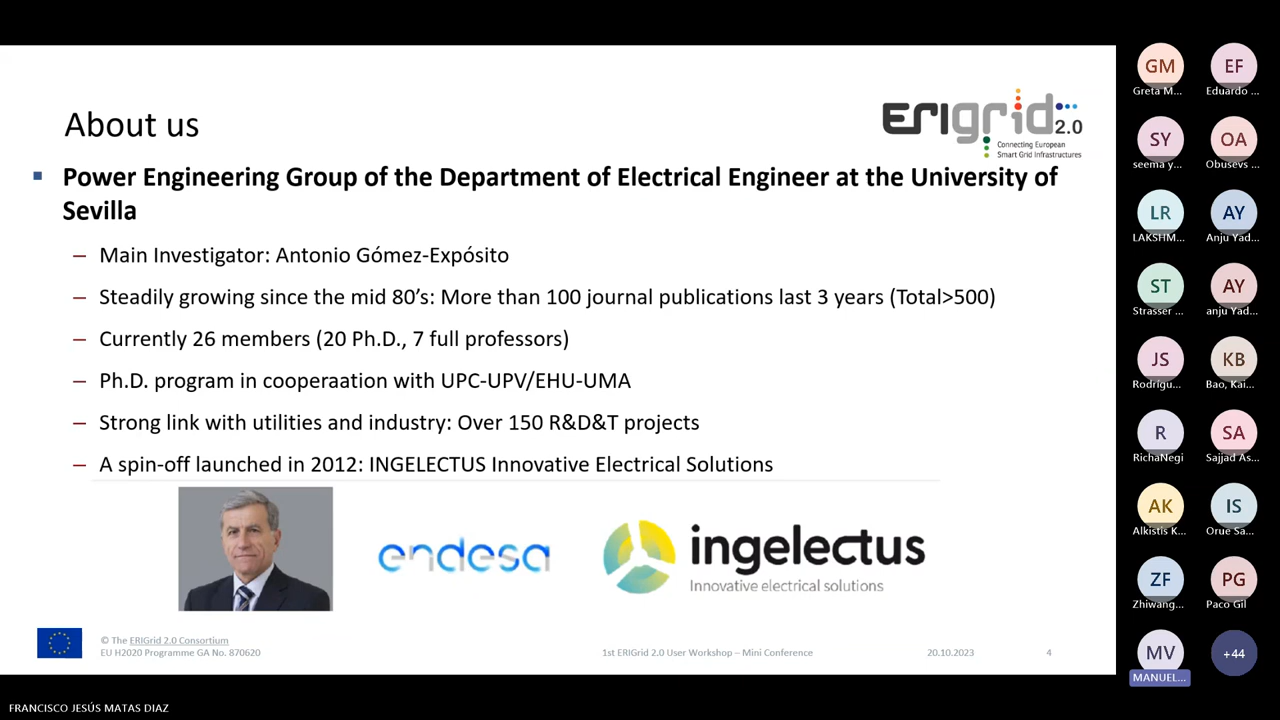 About us
ERIgrid 2.0
Connecting European
Smart Grid Infrastructures
Power Engineering Group of the Department of Electrical Engineer at the University of
Sevilla
– Main Investigator: Antonio Gómez-Expósito
– Steadily growing since the mid 80’s: More than 100 journal publications last 3 years (Total>500)
– Currently 26 members (20 Ph.D., 7 full professors)
– Ph.D. program in cooperaation with UPC-UPV/EHU-UMA
– Strong link with utilities and industry: Over 150 R&D&T projects
– A spin-off launched in 2012: INGELECTUS Innovative Electrical Solutions
endesa
ingelectus
Innovative electrical solutions
© The ERIGrid 2.0 Consortium
EU H2020 Programme GA No. 870620
1st ERIGrid 2.0 User Workshop – Mini Conference
20.10.2023
4
GM
EF
Greta M...
Eduardo ...
SY
OA
seema y...
Obusevs ...
LR
AY
LAKSHM...
Anju Yad...
ST
AY
Strasser ...
anju Yad...
JS
KB
Rodrígu...
Bao, Kai...
R
SA
RichaNegi
Sajjad As...
AK
IS
Alkistis K...
Orue Sa...
ZF
PG
Zhiwang...
Paco Gil
MV
+44
MANUEL...
FRANCISCO JESÚS MATAS DIAZ